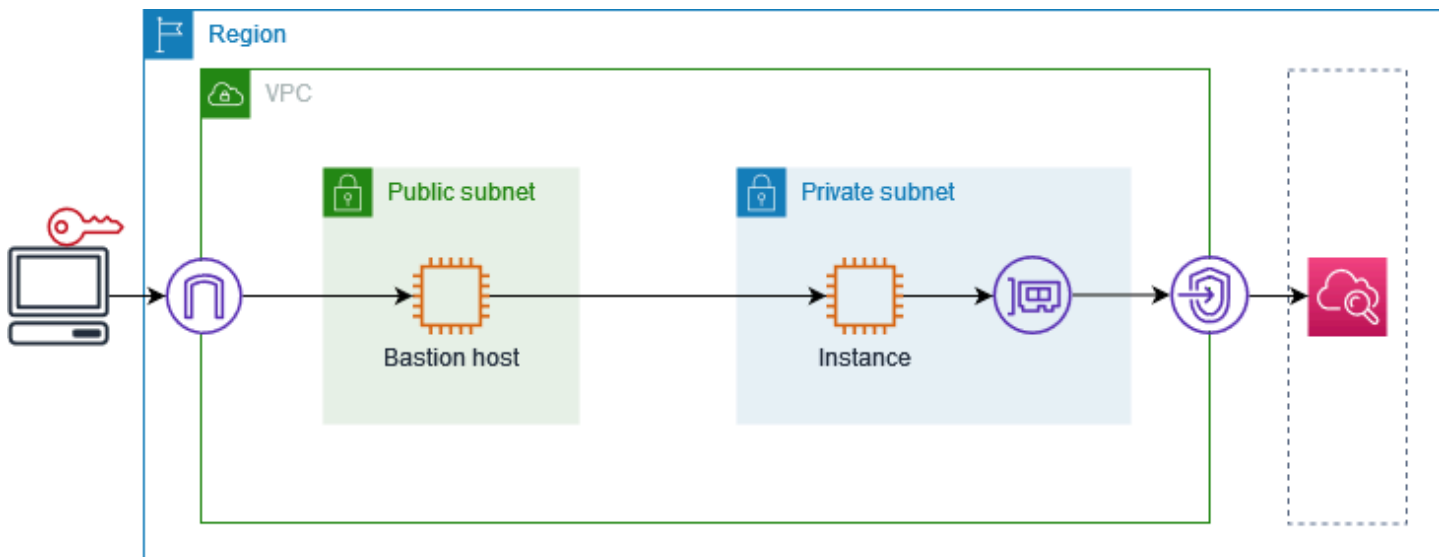 Region
VPC
Public subnet
Private subnet
Bastion host
Instance